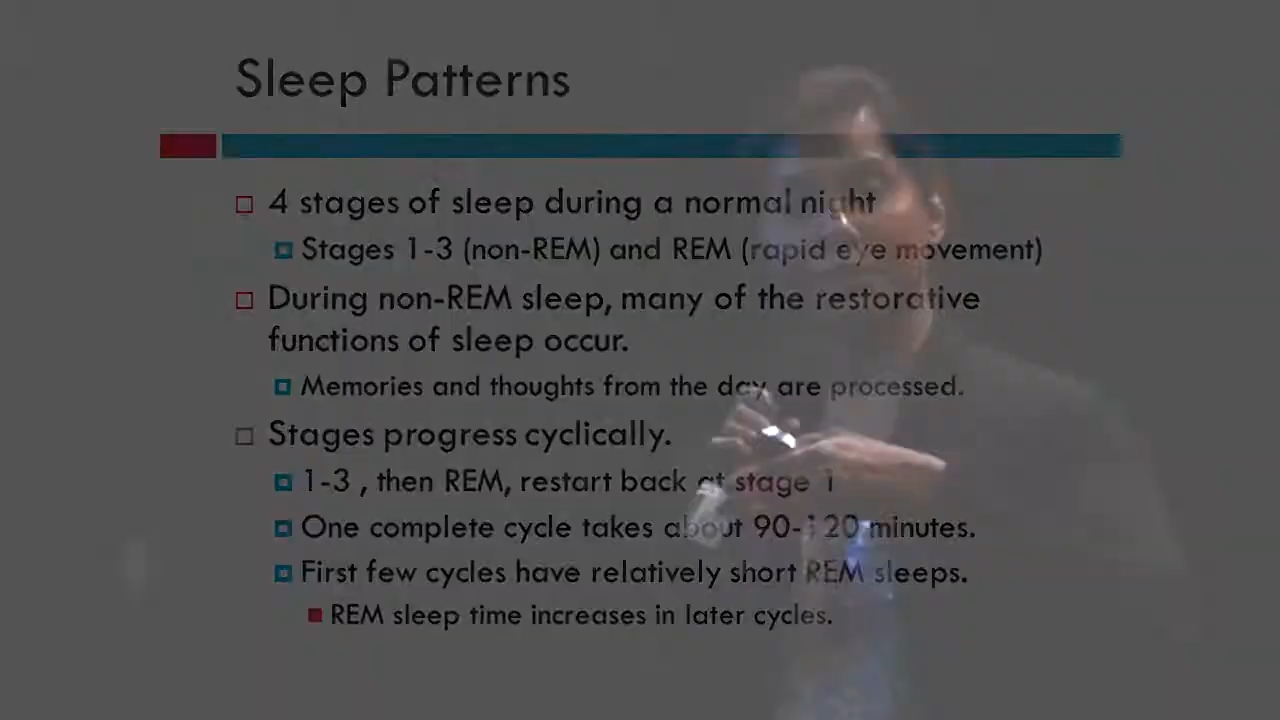 Sleep Patterns
4 stages of sleep during a normal night
Stages 1-3 (non-REM) and REM (rapid eye movement)
During non-REM sleep, many of the restorative
functions of sleep occur.
Memories and thoughts from the day are processed.
Stages progress cyclically.
1-3 , then REM, restart back at stage 1
One complete cycle takes about 90-120 minutes.
First few cycles have relatively short REM sleeps.
REM sleep time increases in later cycles.